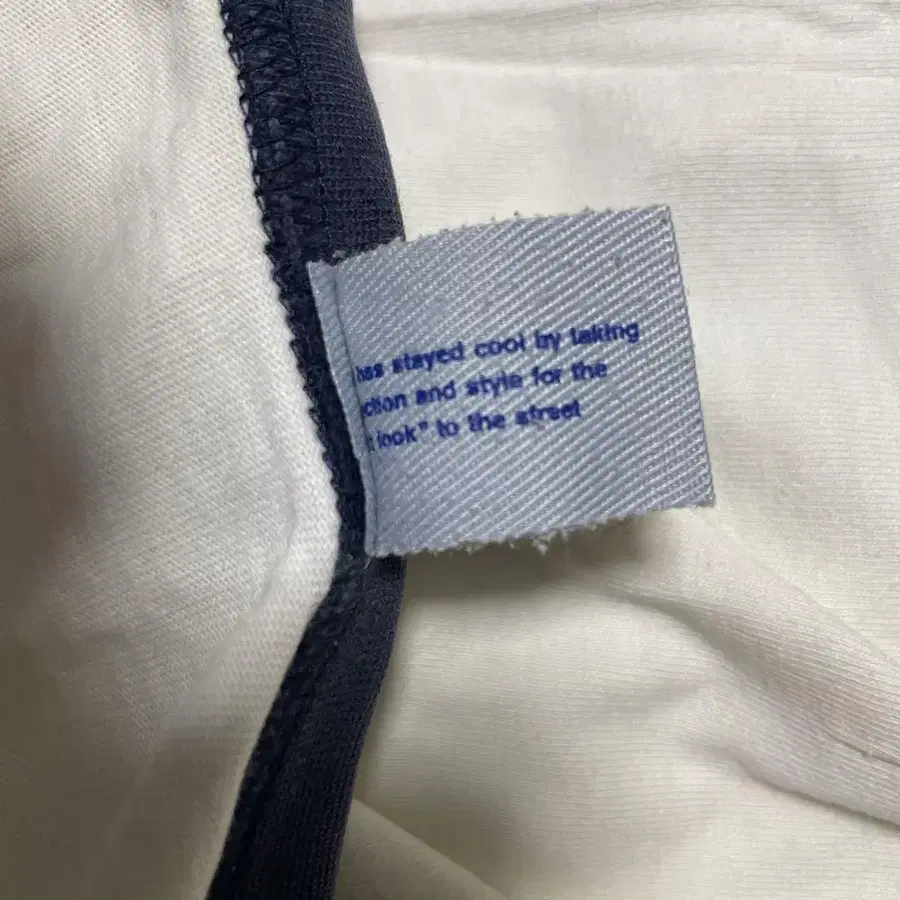 has stayed cool by taking
ction and style for the
look" to the street